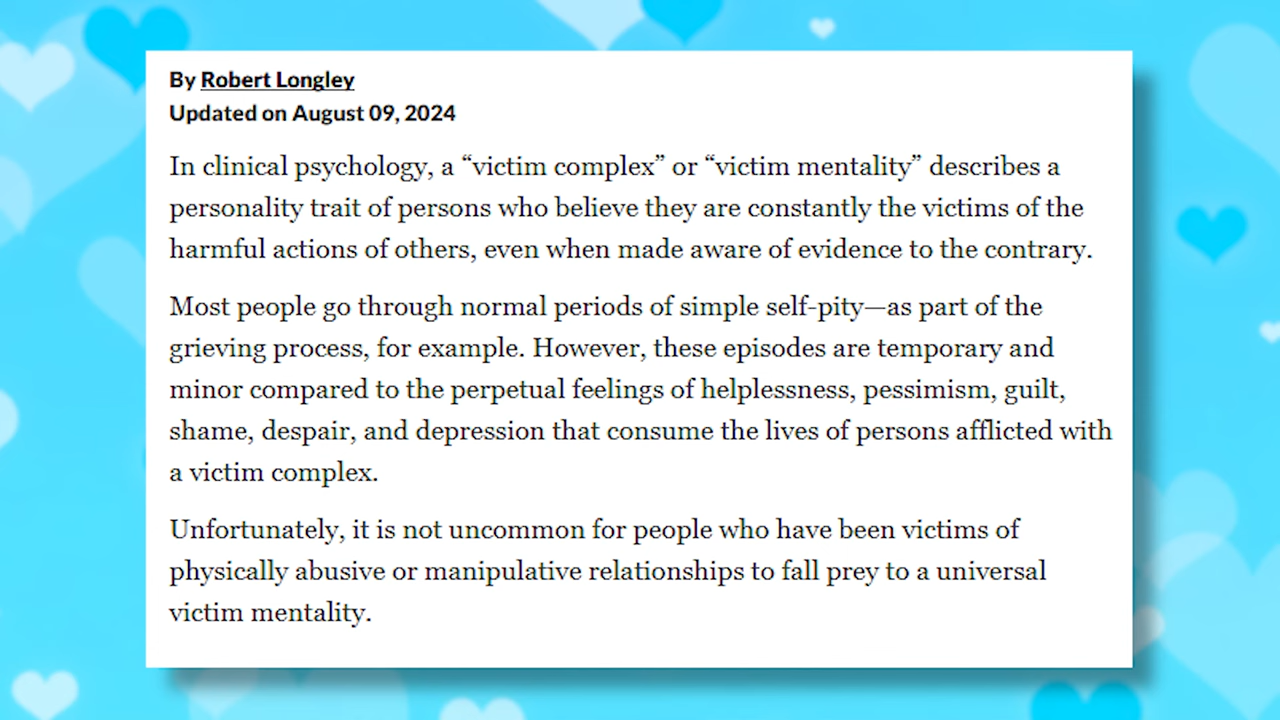 By Robert Longley
Updated on August 09, 2024
In clinical psychology, a “victim complex” or “victim mentality” describes a
personality trait of persons who believe they are constantly the victims of the
harmful actions of others, even when made aware of evidence to the contrary.
Most people go through normal periods of simple self-pity—as part of the
grieving process, for example. However, these episodes are temporary and
minor compared to the perpetual feelings of helplessness, pessimism, guilt,
shame, despair, and depression that consume the lives of persons afflicted with
a victim complex.
Unfortunately, it is not uncommon for people who have been victims of
physically abusive or manipulative relationships to fall prey to a universal
victim mentality.